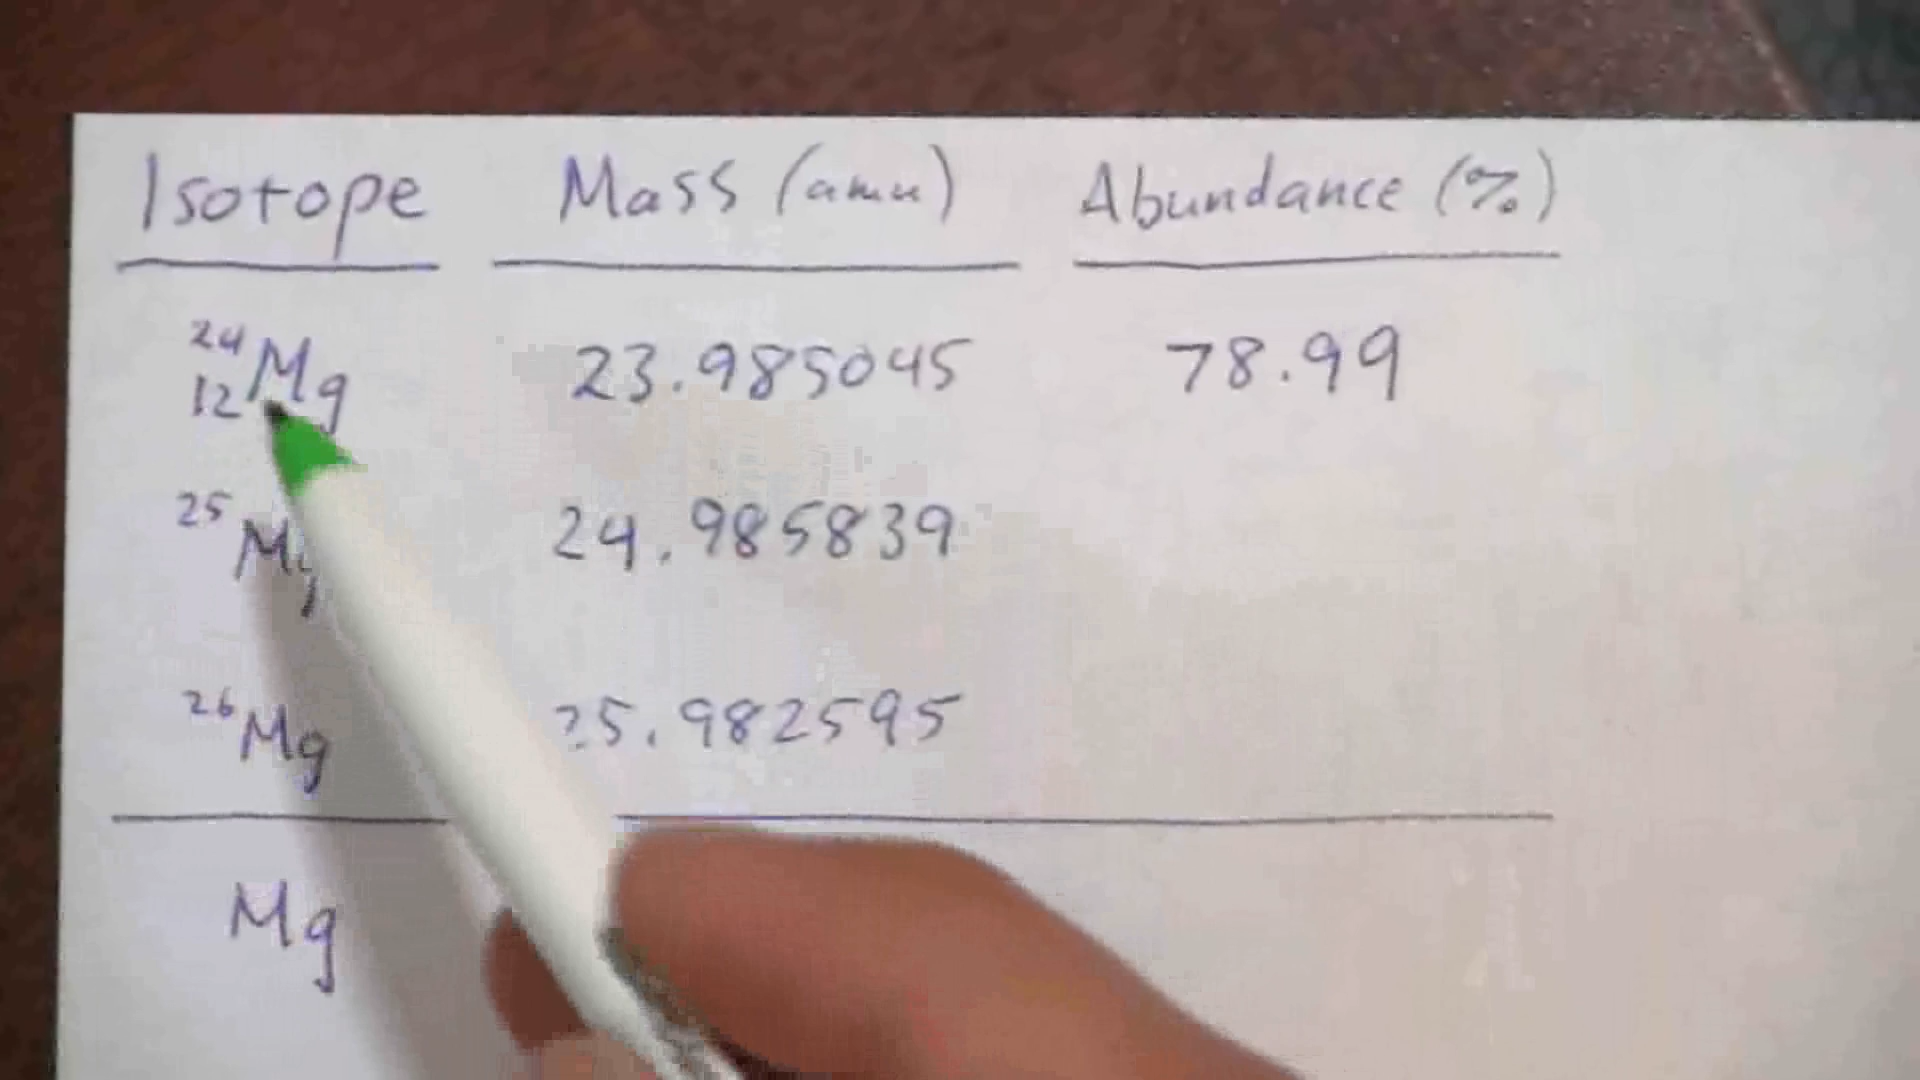 Isotope Mass (amu) Abundance (%)
24 12 Mg 23.985045 78.99
25 Mg 24.985839
26 Mg 25.982595
Mg